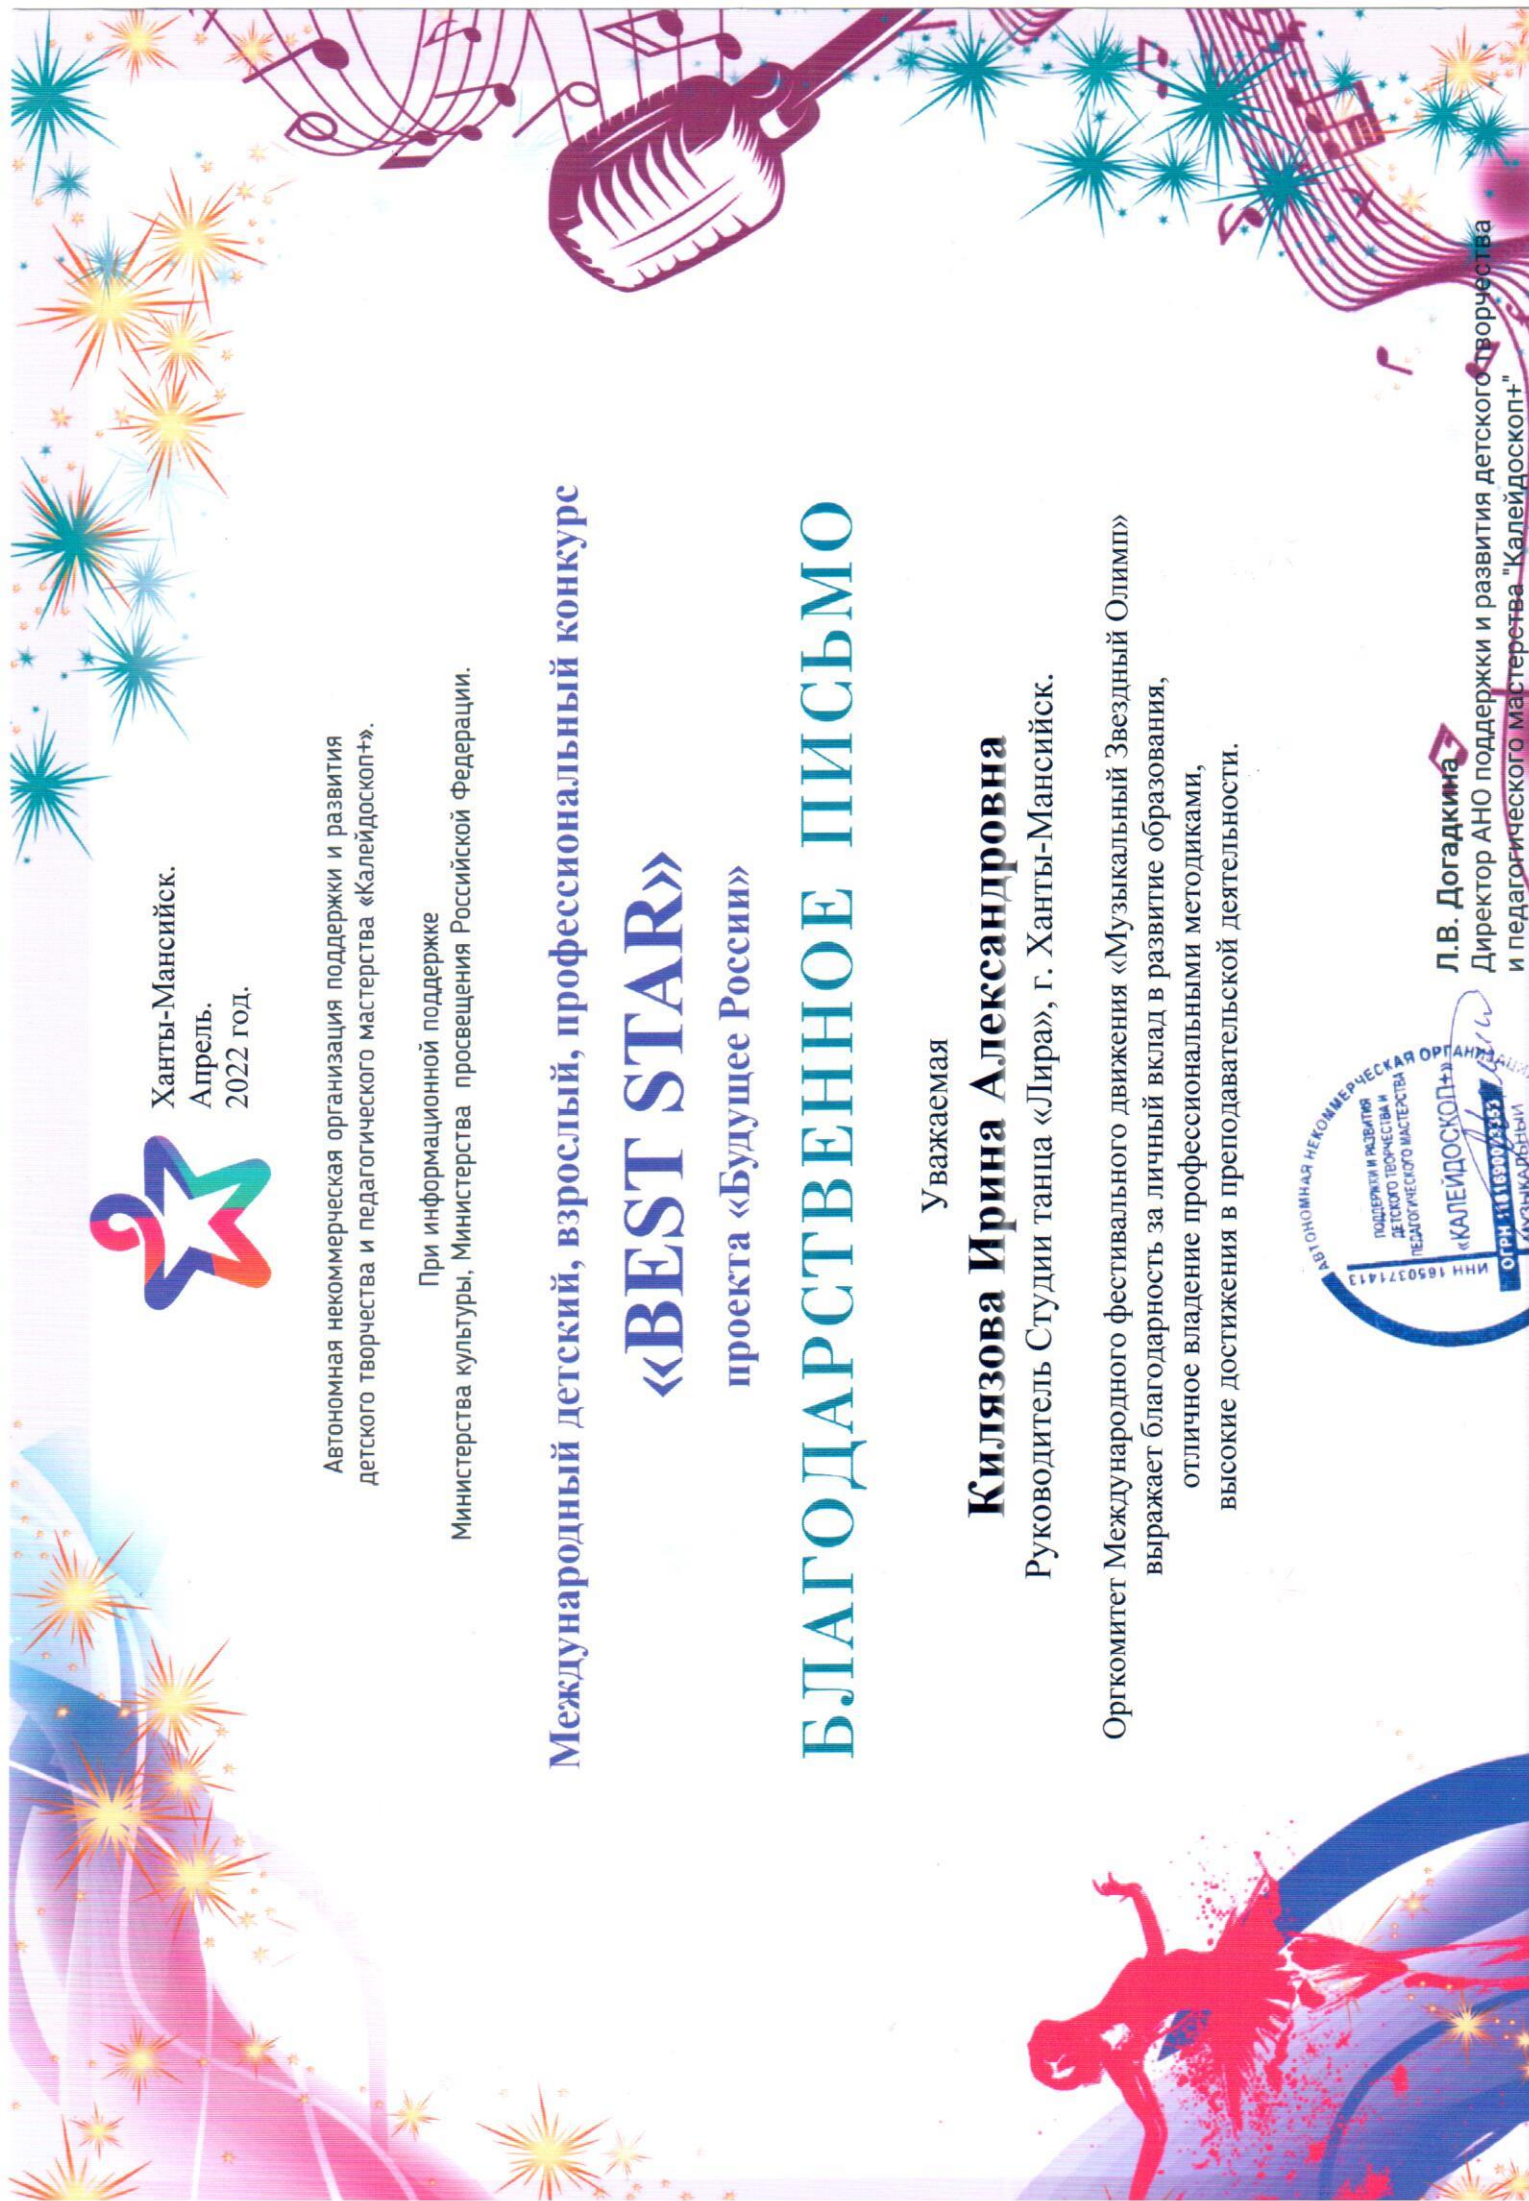 Ханты-Мансийск.
Апрель.
2022 год.
Автономная некоммерческая организация поддержки и развития
детского творчества и педагогического мастерства «Калейдоскоп+».
При информационной поддержке
Министерства культуры, Министерства просвещения Российской Федерации.
Международный детский, взрослый, профессиональный конкурс
«BEST STAR»
проекта «Будущее России»
БЛАГОДАРСТВЕННОЕ ПИСЬМО
Уважаемая
Килязова Ирина Александровна
Руководитель Студии танца «Лира», г. Ханты-Мансийск.
Оргкомитет Международного фестивального движения «Музыкальный Звездный Олимп»
выражает благодарность за личный вклад в развитие образования,
отличное владение профессиональными методиками,
высокие достижения в преподавательской деятельности.
АВТОНОМНАЯ НЕКОММЕРЧЕСКАЯ
ПОДДЕРЖКИ И РАЗВИТИЯ
ДЕТСКОГО ТВОРЧЕСТВА И
ПЕДАГОГИЧЕСКОГО МАСТЕРСТВА
«КАЛЕЙДОСКОП+»
ИНН 1650371413
ОГРН
Л.В. Догадкина
Директор АНО поддержки и развития детского творчества
и педагогического мастерства "Калейдоскоп+"